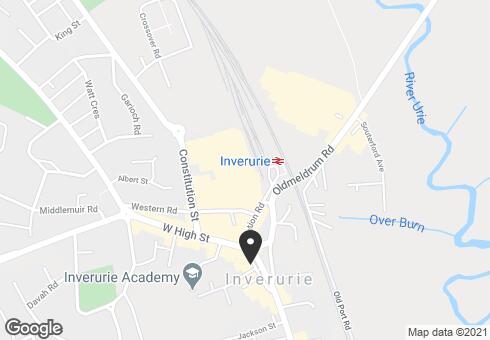 King St
Crossover Rd
River Urie
Watt Cres
Garioch Rd
Souterford Ave
Inverurie
Oldmeldrum Rd
Constitution St
Albert St
Western Rd
Middlemuir Rd
Over Burn
W High St
Inverurie Academy
Inverurie
Davah Rd
Old Port Rd
Jackson St
Google
Map data ©2021